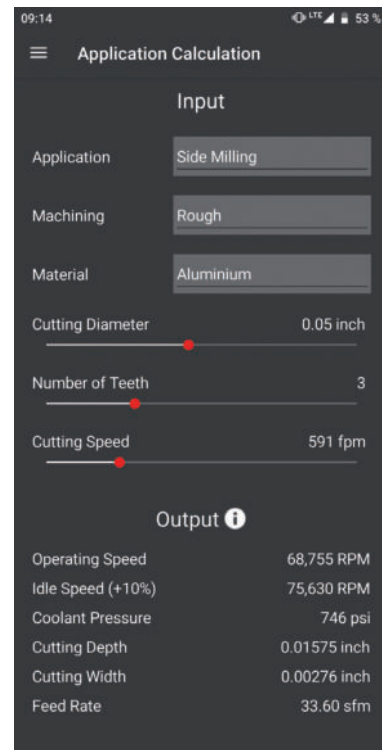 09:14 LTE 53 %
Application Calculation
Input
Application Side Milling
Machining Rough
Material Aluminium
Cutting Diameter 0.05 inch
Number of Teeth 3
Cutting Speed 591 fpm
Output i
Operating Speed 68,755 RPM
Idle Speed (+10%) 75,630 RPM
Coolant Pressure 746 psi
Cutting Depth 0.01575 inch
Cutting Width 0.00276 inch
Feed Rate 33.60 sfm